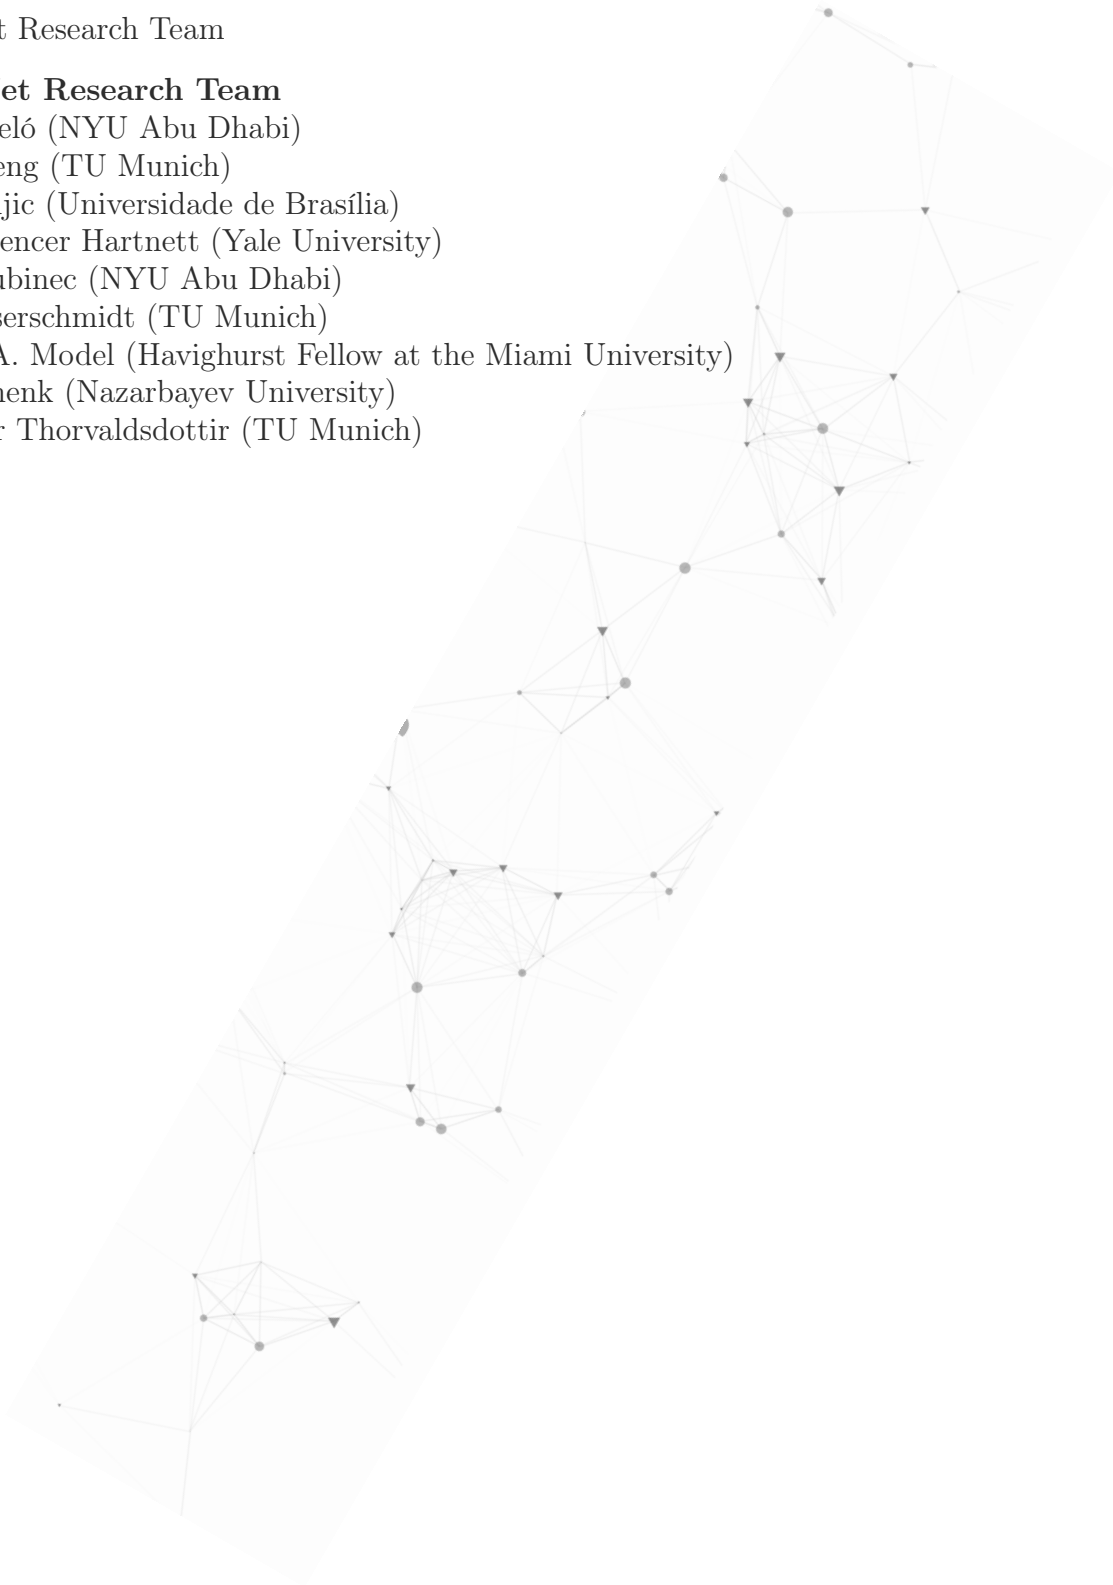 t Research Team
et Research Team
eló (NYU Abu Dhabi)
eng (TU Munich)
jic (Universidade de Brasília)
encer Hartnett (Yale University)
ubinec (NYU Abu Dhabi)
serschmidt (TU Munich)
A. Model (Havighurst Fellow at the Miami University)
henk (Nazarbayev University)
r Thorvaldsdottir (TU Munich)